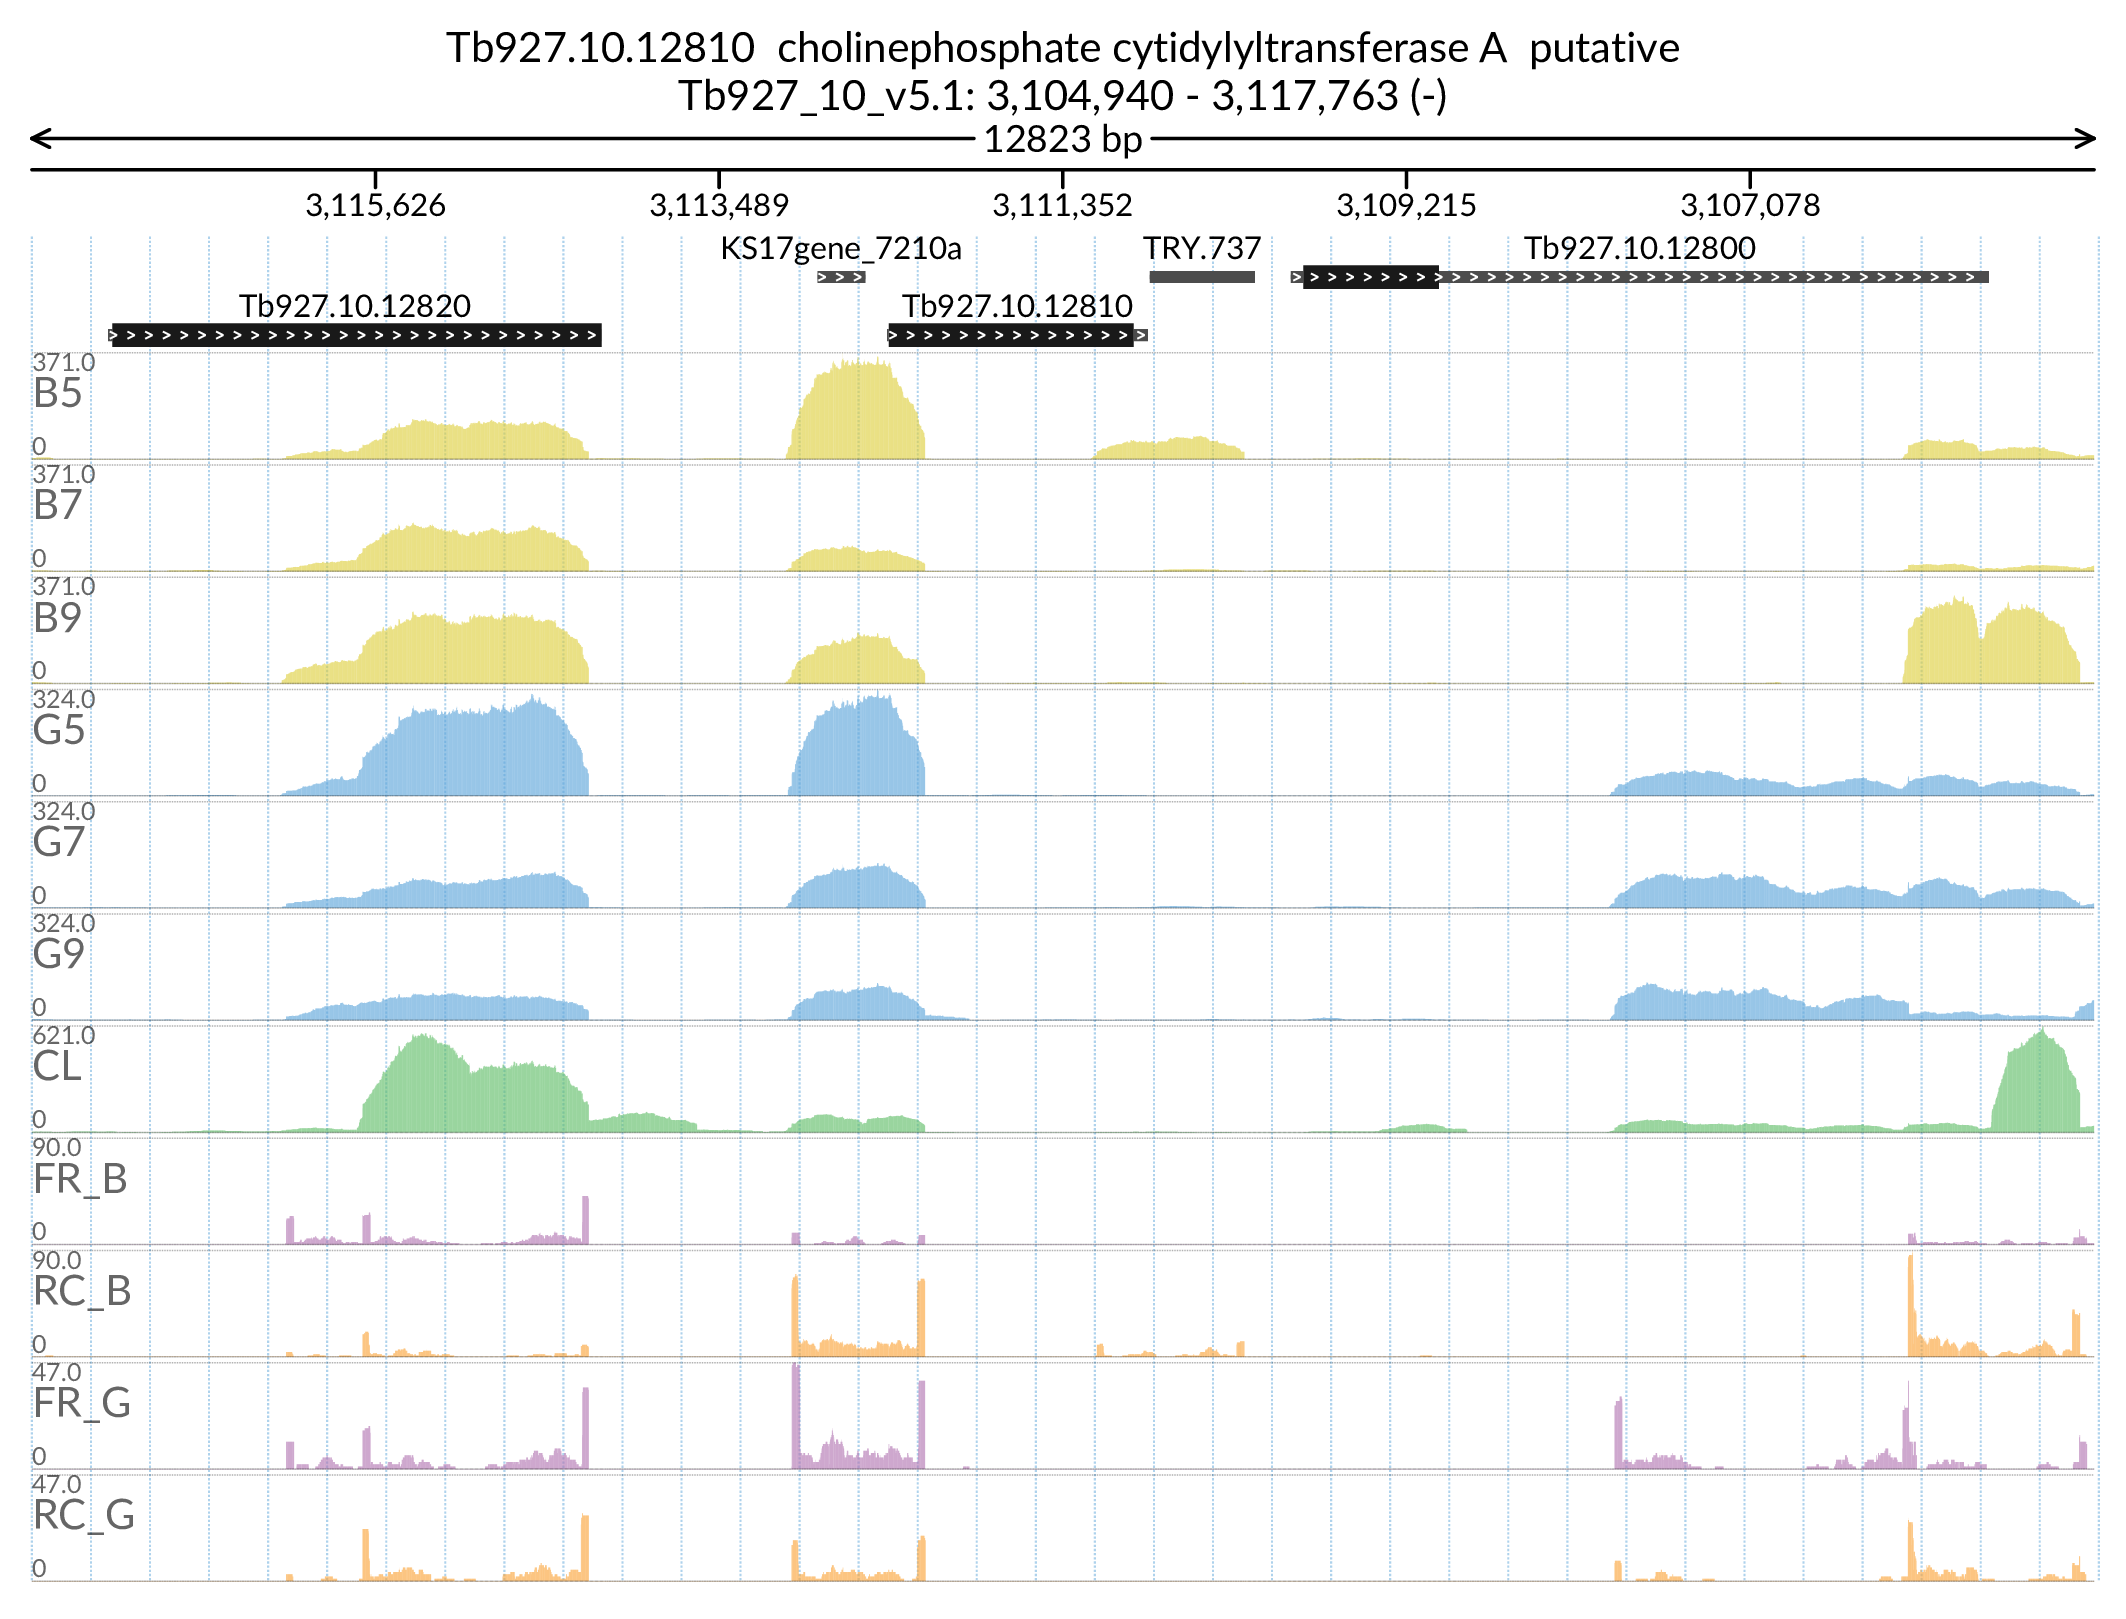 Tb927.10.12810  cholinephosphate cytidylyltransferase A  putative
Tb927_10_v5.1: 3,104,940 - 3,117,763 (-)
12823 bp
3,115,626 3,113,489 3,111,352 3,109,215 3,107,078
KS17gene_7210a TRY.737 Tb927.10.12800
Tb927.10.12820 Tb927.10.12810
371.0
B5
0
371.0
B7
0
371.0
B9
0
324.0
G5
0
324.0
G7
0
324.0
G9
0
621.0
CL
0
90.0
FR_B
0
90.0
RC_B
0
47.0
FR_G
0
47.0
RC_G
0